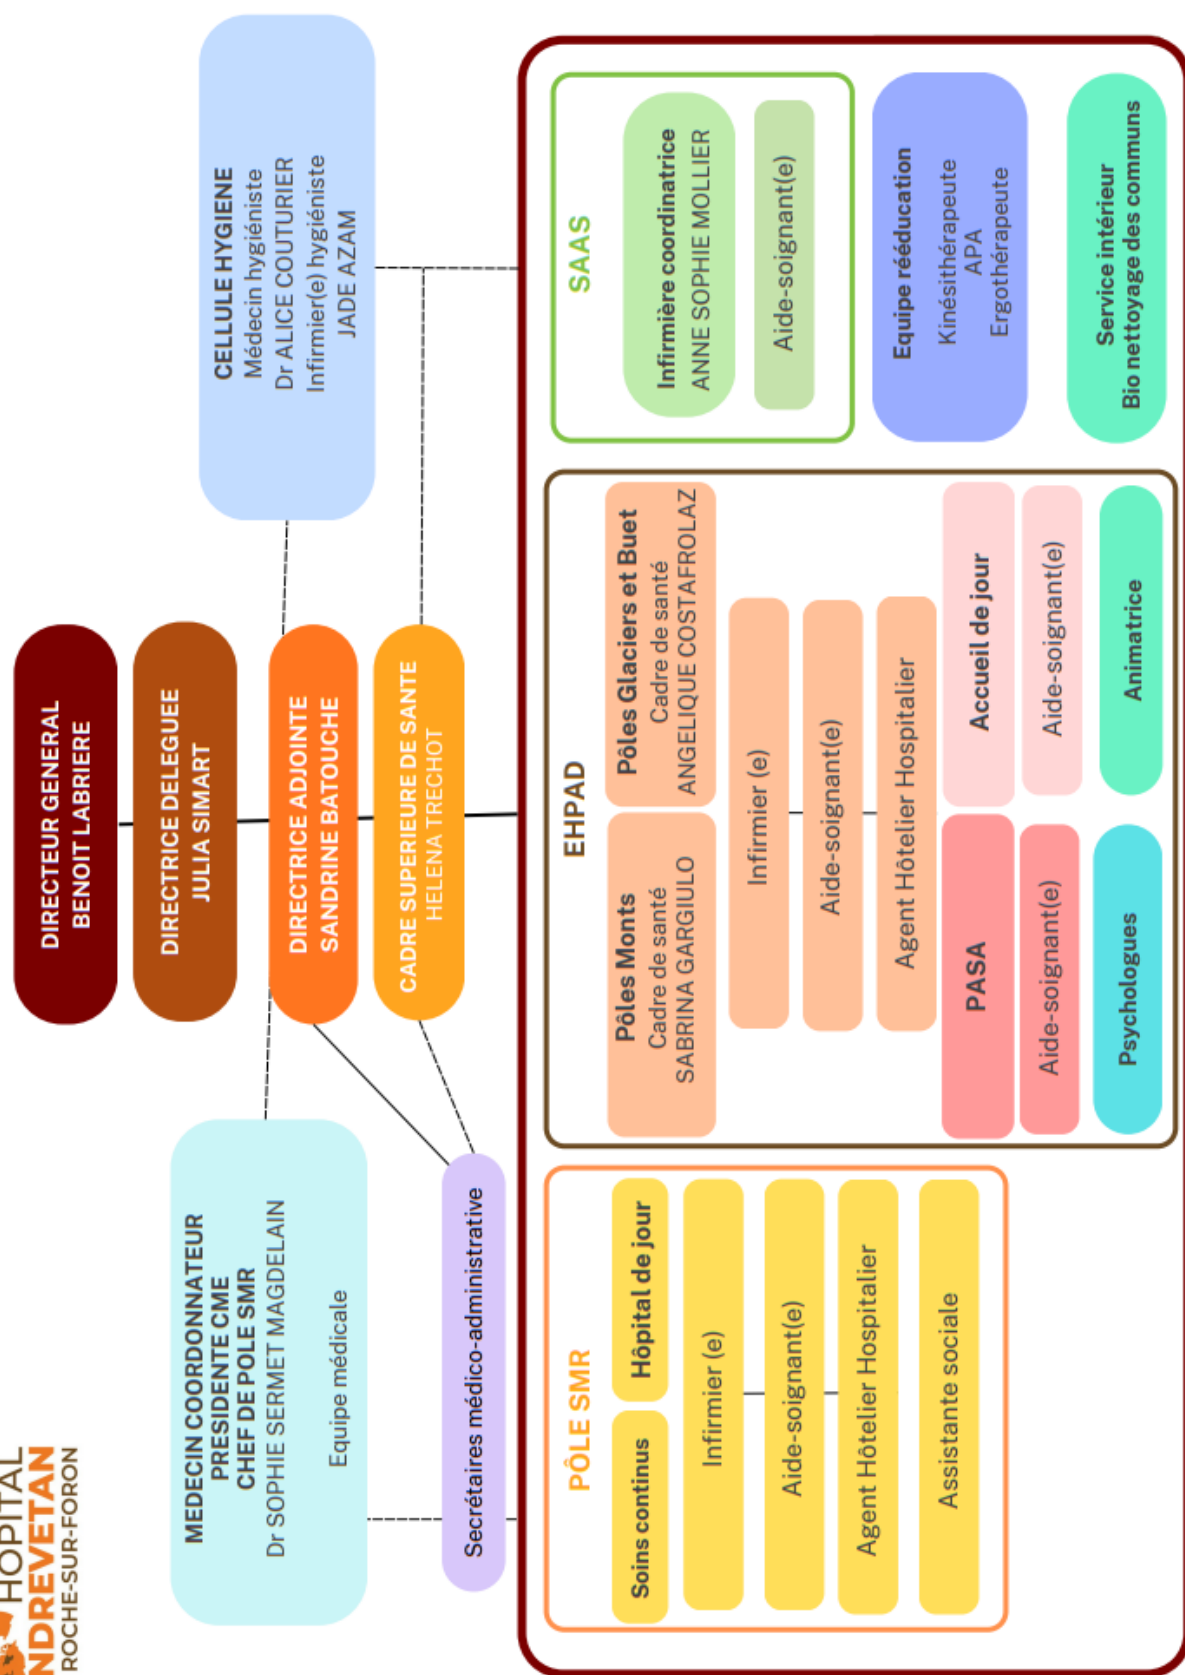 HOPITAL
NDREVETAN
ROCHE-SUR-FORON
DIRECTEUR GENERAL
BENOIT LABRIERE
DIRECTRICE DELEGUEE
JULIA SIMART
DIRECTRICE ADJOINTE
SANDRINE BATOUCHE
CADRE SUPERIEURE DE SANTE
HELENA TRECHOT
MEDECIN COORDONNATEUR
PRESIDENTE CME
CHEF DE POLE SMR
Dr SOPHIE SERMET MAGDELAIN
Equipe médicale
CELLULE HYGIENE
Médecin hygiéniste
Dr ALICE COUTURIER
Infirmier(e) hygiéniste
JADE AZAM
Secrétaires médico-administrative
PÔLE SMR
Soins continus
Hôpital de jour
Infirmier (e)
Aide-soignant(e)
Agent Hôtelier Hospitalier
Assistante sociale
EHPAD
Pôles Monts
Cadre de santé
SABRINA GARGIULO
Pôles Glaciers et Buet
Cadre de santé
ANGELIQUE COSTAFROLAZ
Infirmier (e)
Aide-soignant(e)
Agent Hôtelier Hospitalier
PASA
Aide-soignant(e)
Accueil de jour
Aide-soignant(e)
Psychologues
Animatrice
SAAS
Infirmière coordinatrice
ANNE SOPHIE MOLLIER
Aide-soignant(e)
Equipe rééducation
Kinésithérapeute
APA
Ergothérapeute
Service intérieur
Bio nettoyage des communs